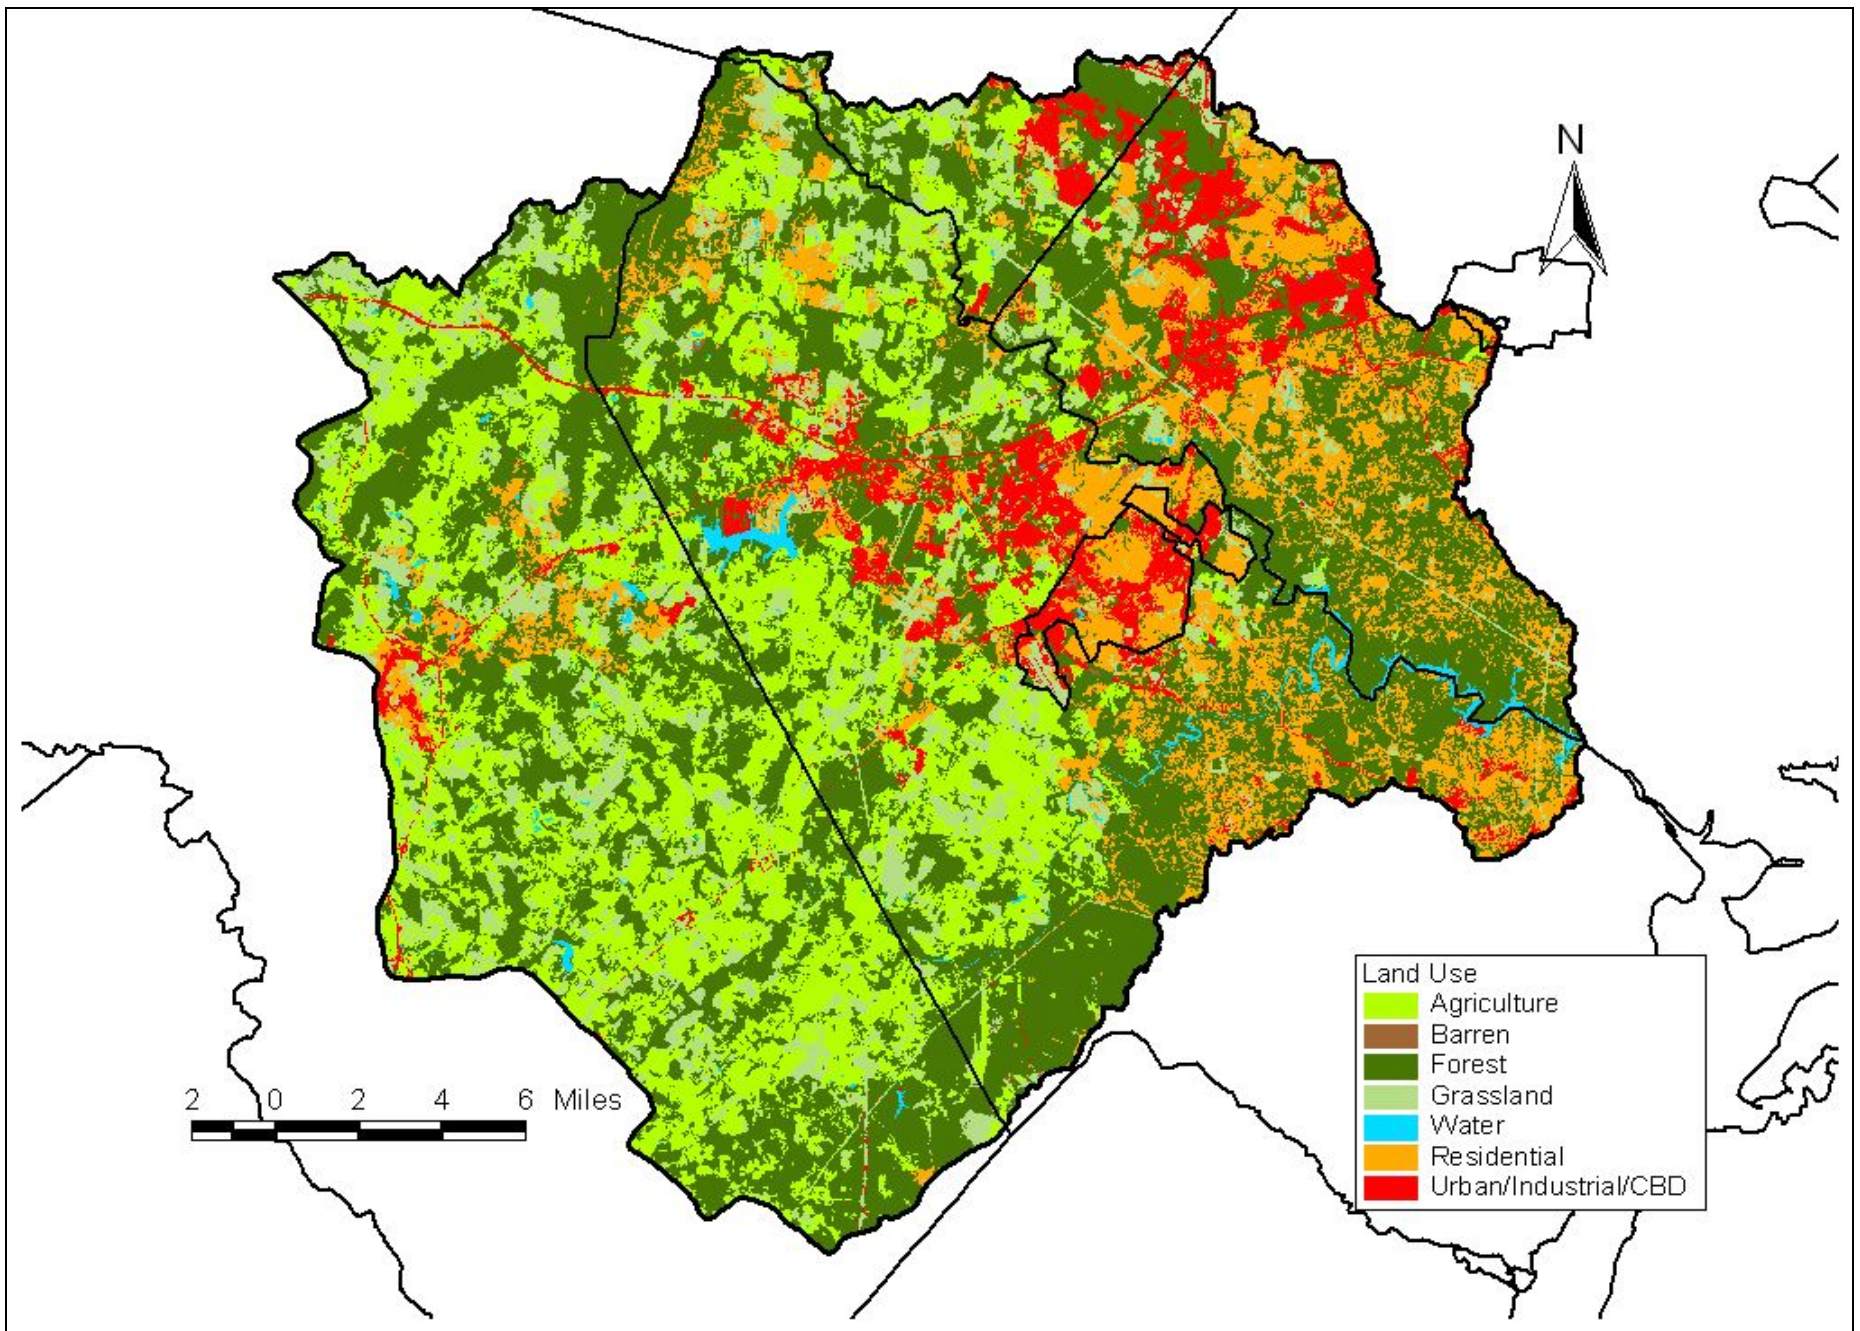 N
Land Use
Agriculture
Barren
Forest
Grassland
Water
Residential
Urban/Industrial/CBD
2 0 2 4 6 Miles